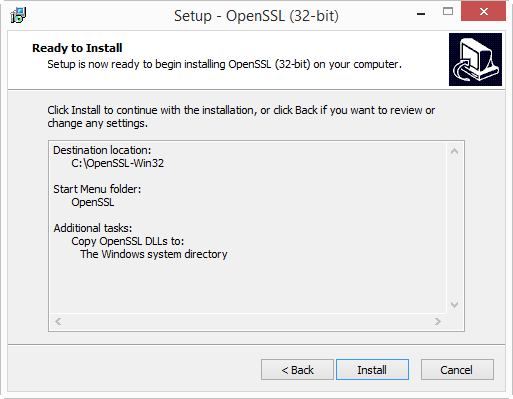 Setup - OpenSSL (32-bit)
Ready to Install
Setup is now ready to begin installing OpenSSL (32-bit) on your computer.
Click Install to continue with the installation, or click Back if you want to review or
change any settings.
Destination location:
C:\OpenSSL-Win32
Start Menu folder:
OpenSSL
Additional tasks:
Copy OpenSSL DLLs to:
The Windows system directory
< Back
Install
Cancel